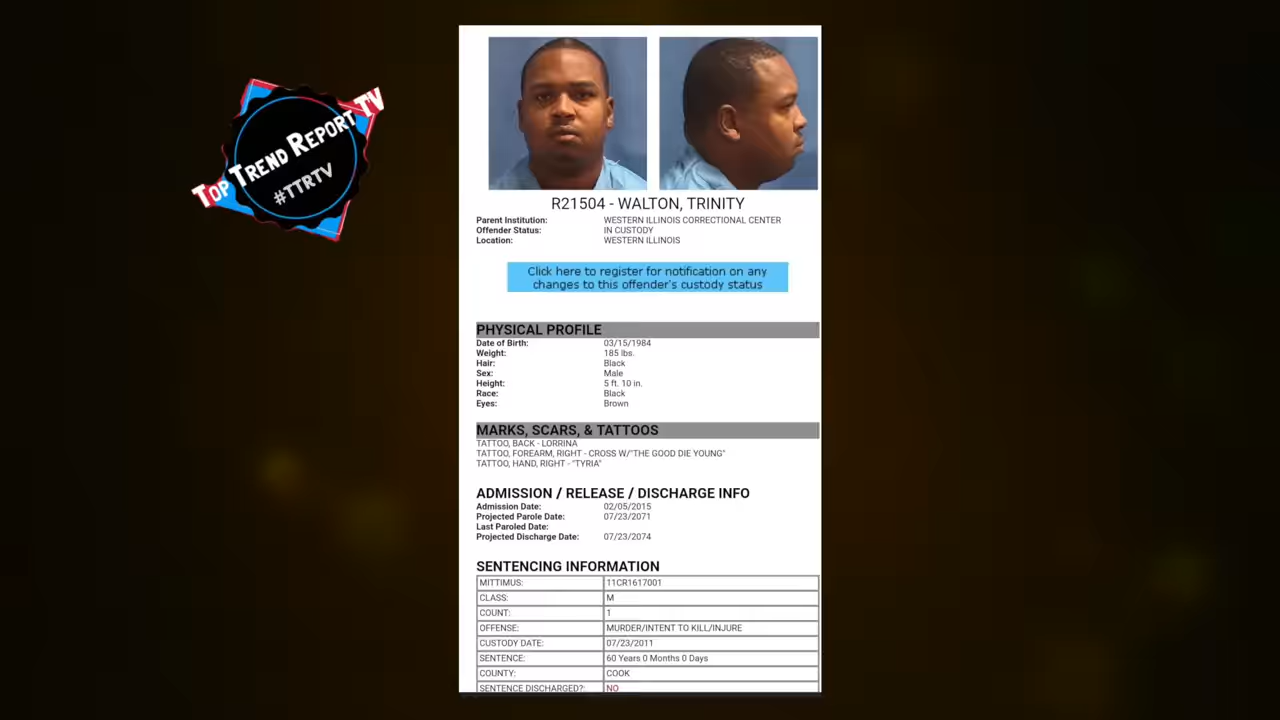 TOP TREND REPORT TV
#TTRTV
R21504 - WALTON, TRINITY
Parent Institution: WESTERN ILLINOIS CORRECTIONAL CENTER
Offender Status: IN CUSTODY
Location: WESTERN ILLINOIS
Click here to register for notification on any
changes to this offender's custody status
PHYSICAL PROFILE
Date of Birth: 03/15/1984
Weight: 185 lbs.
Hair: Black
Sex: Male
Height: 5 ft. 10 in.
Race: Black
Eyes: Brown
MARKS, SCARS, & TATTOOS
TATTOO, BACK - LORRINA
TATTOO, FOREARM, RIGHT - CROSS W/"THE GOOD DIE YOUNG"
TATTOO, HAND, RIGHT - "TYRIA"
ADMISSION / RELEASE / DISCHARGE INFO
Admission Date: 02/05/2015
Projected Parole Date: 07/23/2071
Last Paroled Date:
Projected Discharge Date: 07/23/2074
SENTENCING INFORMATION
MITTIMUS: 11CR1617001
CLASS: M
COUNT: 1
OFFENSE: MURDER/INTENT TO KILL/INJURE
CUSTODY DATE: 07/23/2011
SENTENCE: 60 Years 0 Months 0 Days
COUNTY: COOK
SENTENCE DISCHARGED?: NO